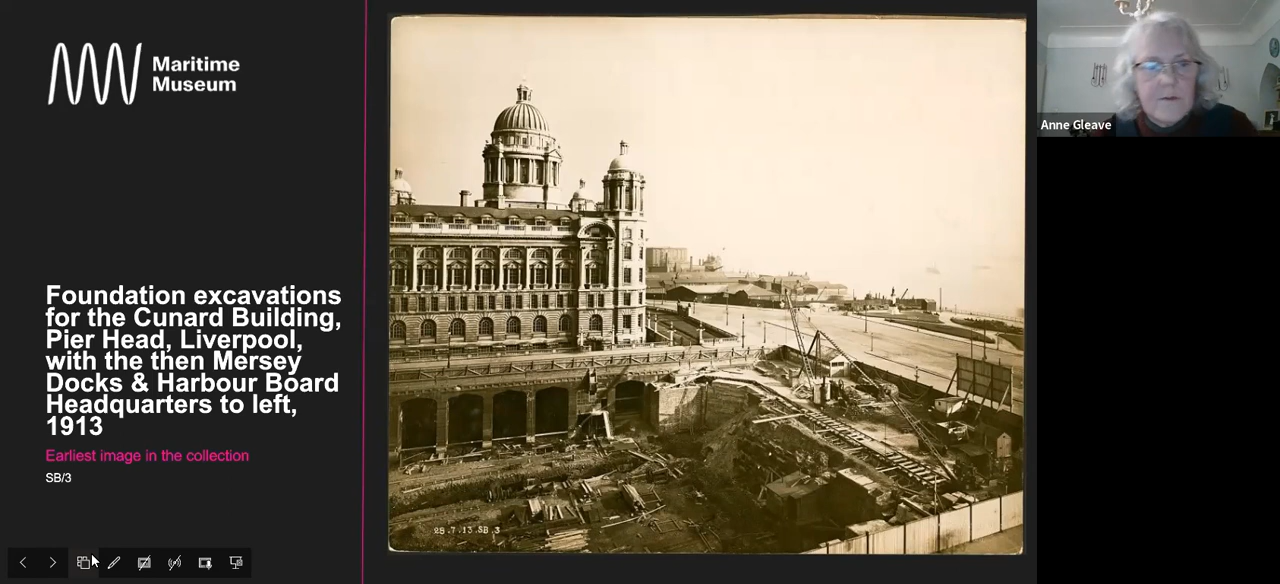 Maritime
Museum
Foundation excavations
for the Cunard Building,
Pier Head, Liverpool,
with the then Mersey
Docks & Harbour Board
Headquarters to left,
1913
Earliest image in the collection
SB/3
28.7.13.SB.3
Anne Gleave